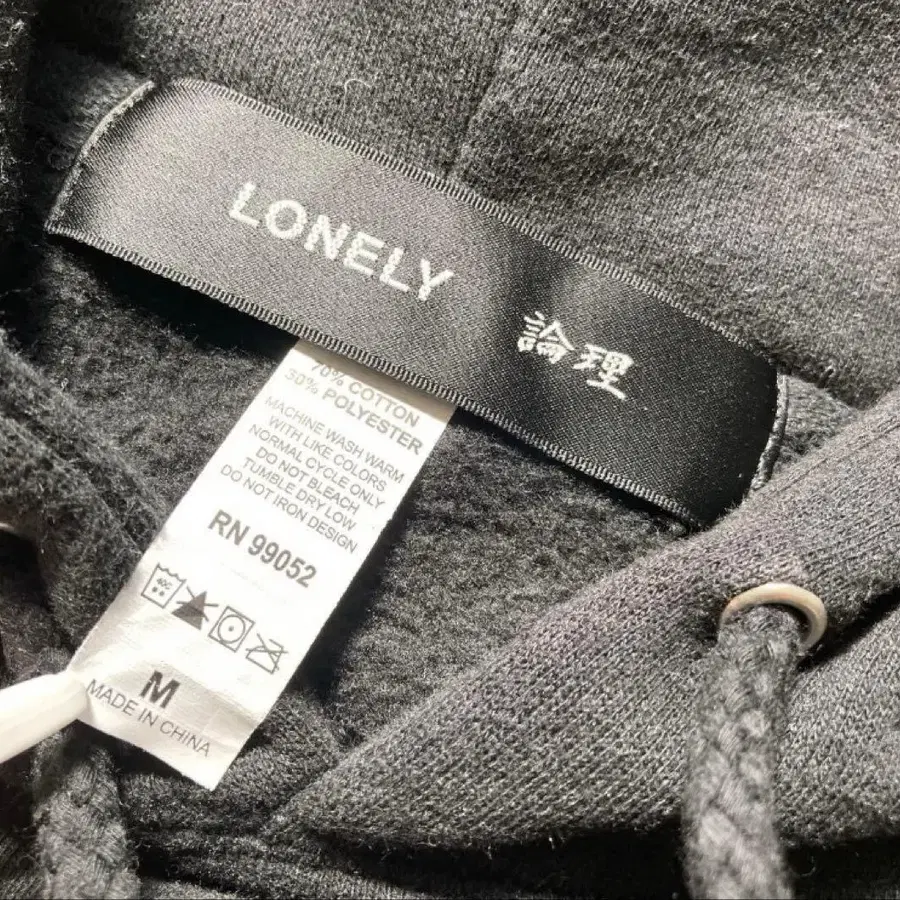 LONELY
論理
70% COTTON
30% POLYESTER
MACHINE WASH WARM
WITH LIKE COLORS
NORMAL CYCLE ONLY
DO NOT BLEACH
TUMBLE DRY LOW
DO NOT IRON DESIGN
RN 99052
40C
M
MADE IN CHINA